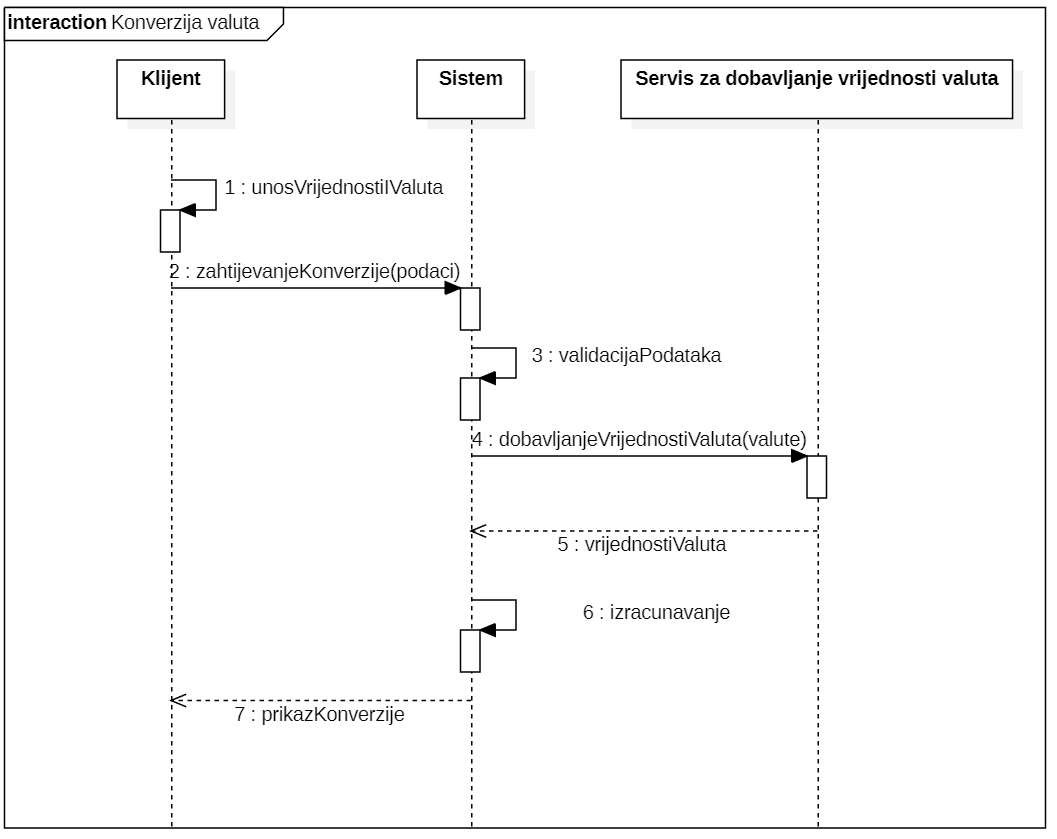 interaction Konverzija valuta
Klijent
Sistem
Servis za dobavljanje vrijednosti valuta
1 : unosVrijednostiIValuta
2 : zahtijevanjeKonverzije(podaci)
3 : validacijaPodataka
4 : dobavljanjeVrijednostiValuta(valute)
5 : vrijednostiValuta
6 : izracunavanje
7 : prikazKonverzije